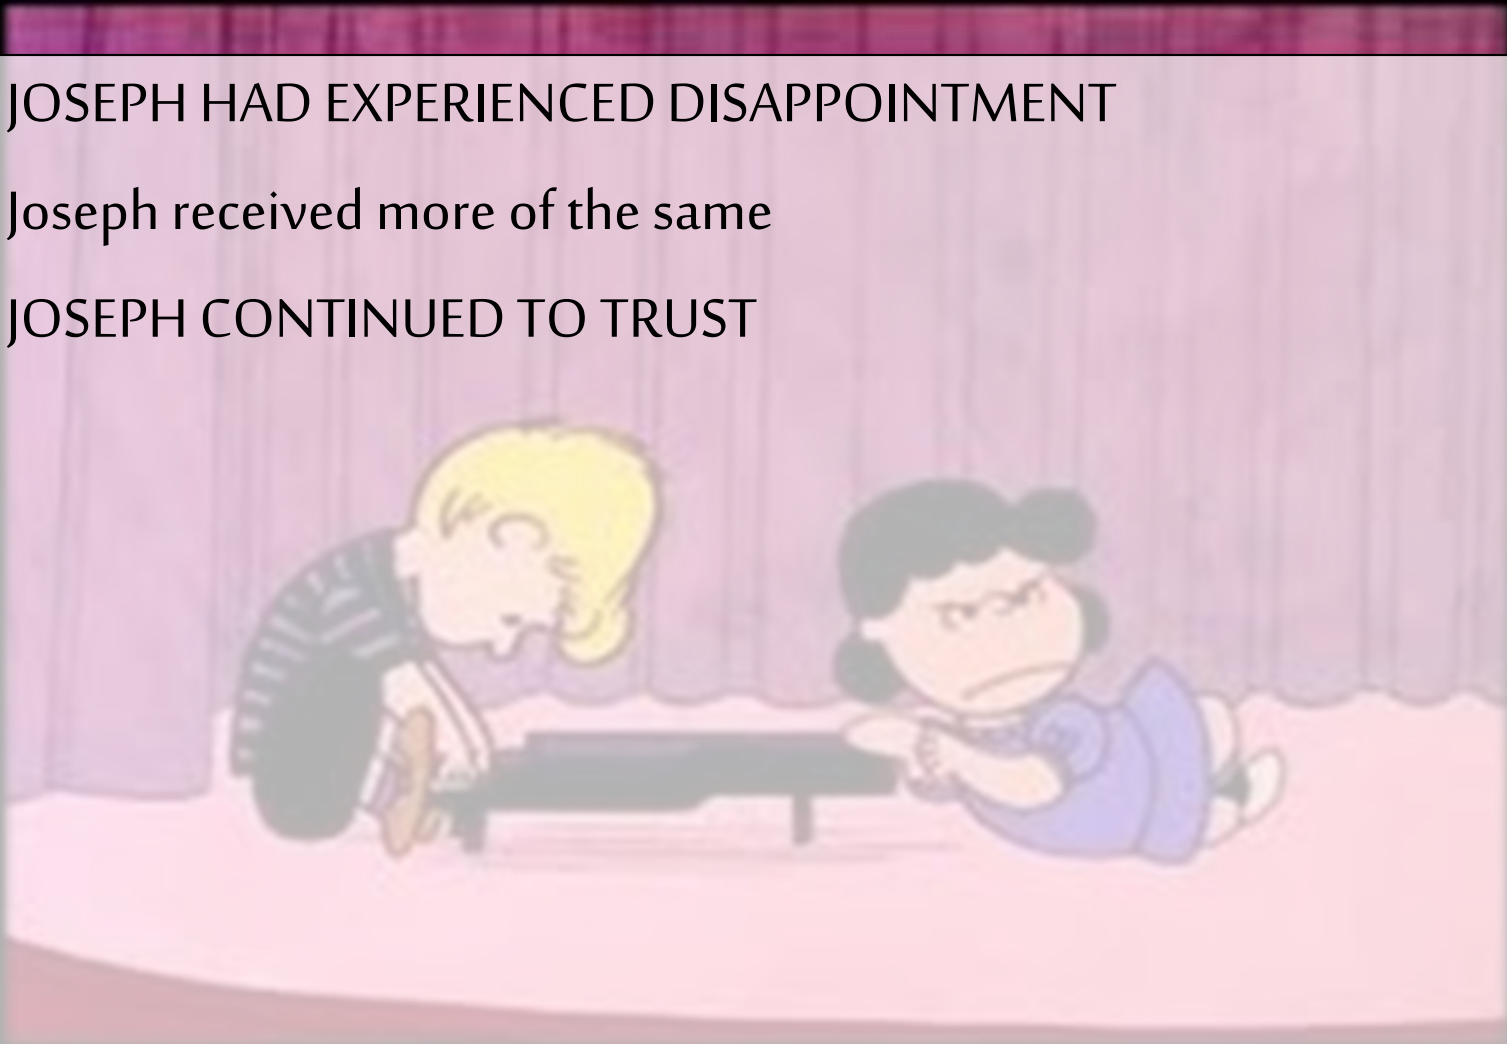 JOSEPH HAD EXPERIENCED DISAPPOINTMENT
Joseph received more of the same
JOSEPH CONTINUED TO TRUST